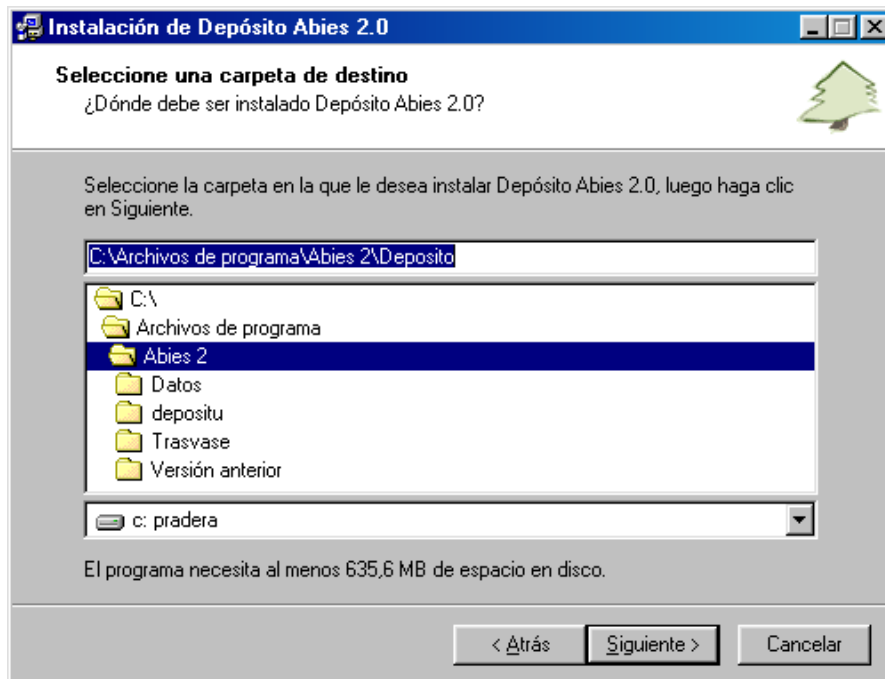 Instalación de Depósito Abies 2.0
Seleccione una carpeta de destino
¿Dónde debe ser instalado Depósito Abies 2.0?
Seleccione la carpeta en la que le desea instalar Depósito Abies 2.0, luego haga clic
en Siguiente.
C:\Archivos de programa\Abies 2\Deposito
C:\
Archivos de programa
Abies 2
Datos
depositu
Trasvase
Versión anterior
c: pradera
El programa necesita al menos 635,6 MB de espacio en disco.
< Atrás Siguiente > Cancelar